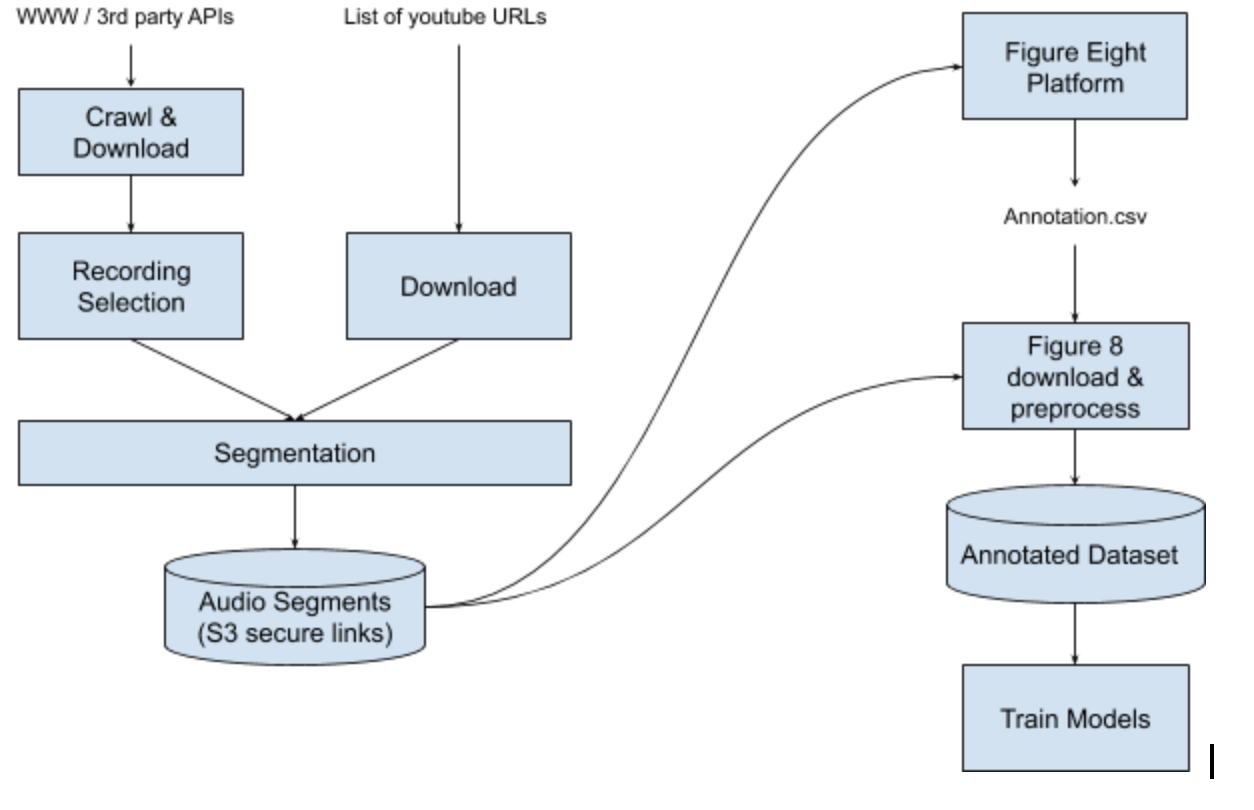 WWW / 3rd party APIs
List of youtube URLs
Crawl &
Download
Recording
Selection
Download
Segmentation
Audio Segments
(S3 secure links)
Figure Eight
Platform
Annotation.csv
Figure 8
download &
preprocess
Annotated Dataset
Train Models